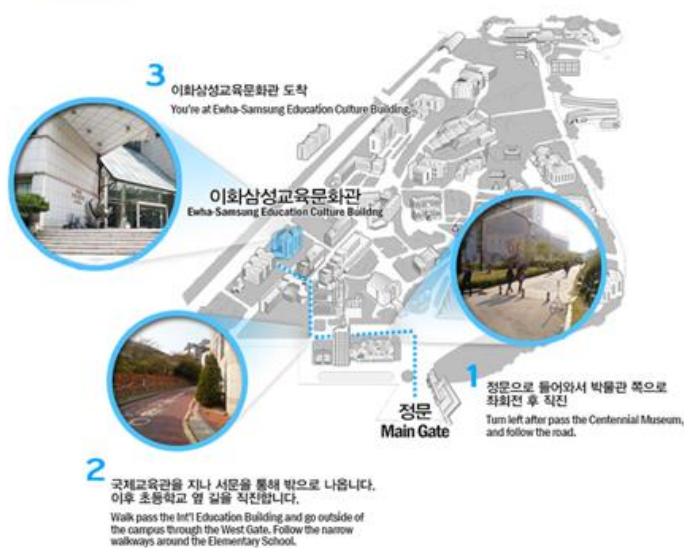 3
이화삼성교육문화관 도착
You're at Ewha-Samsung Education Culture Building.
이화삼성교육문화관
Ewha-Samsung Education Culture Building
1
정문으로 들어와서 박물관 쪽으로
좌회전 후 직진
Turn left after pass the Centennial Museum,
and follow the road.
정문
Main Gate
2
국제교육관을 지나 서문을 통해 밖으로 나옵니다.
이후 초등학교 옆 길을 직진합니다.
Walk pass the Int'l Education Building and go outside of
the campus through the West Gate. Follow the narrow
walkways around the Elementary School.